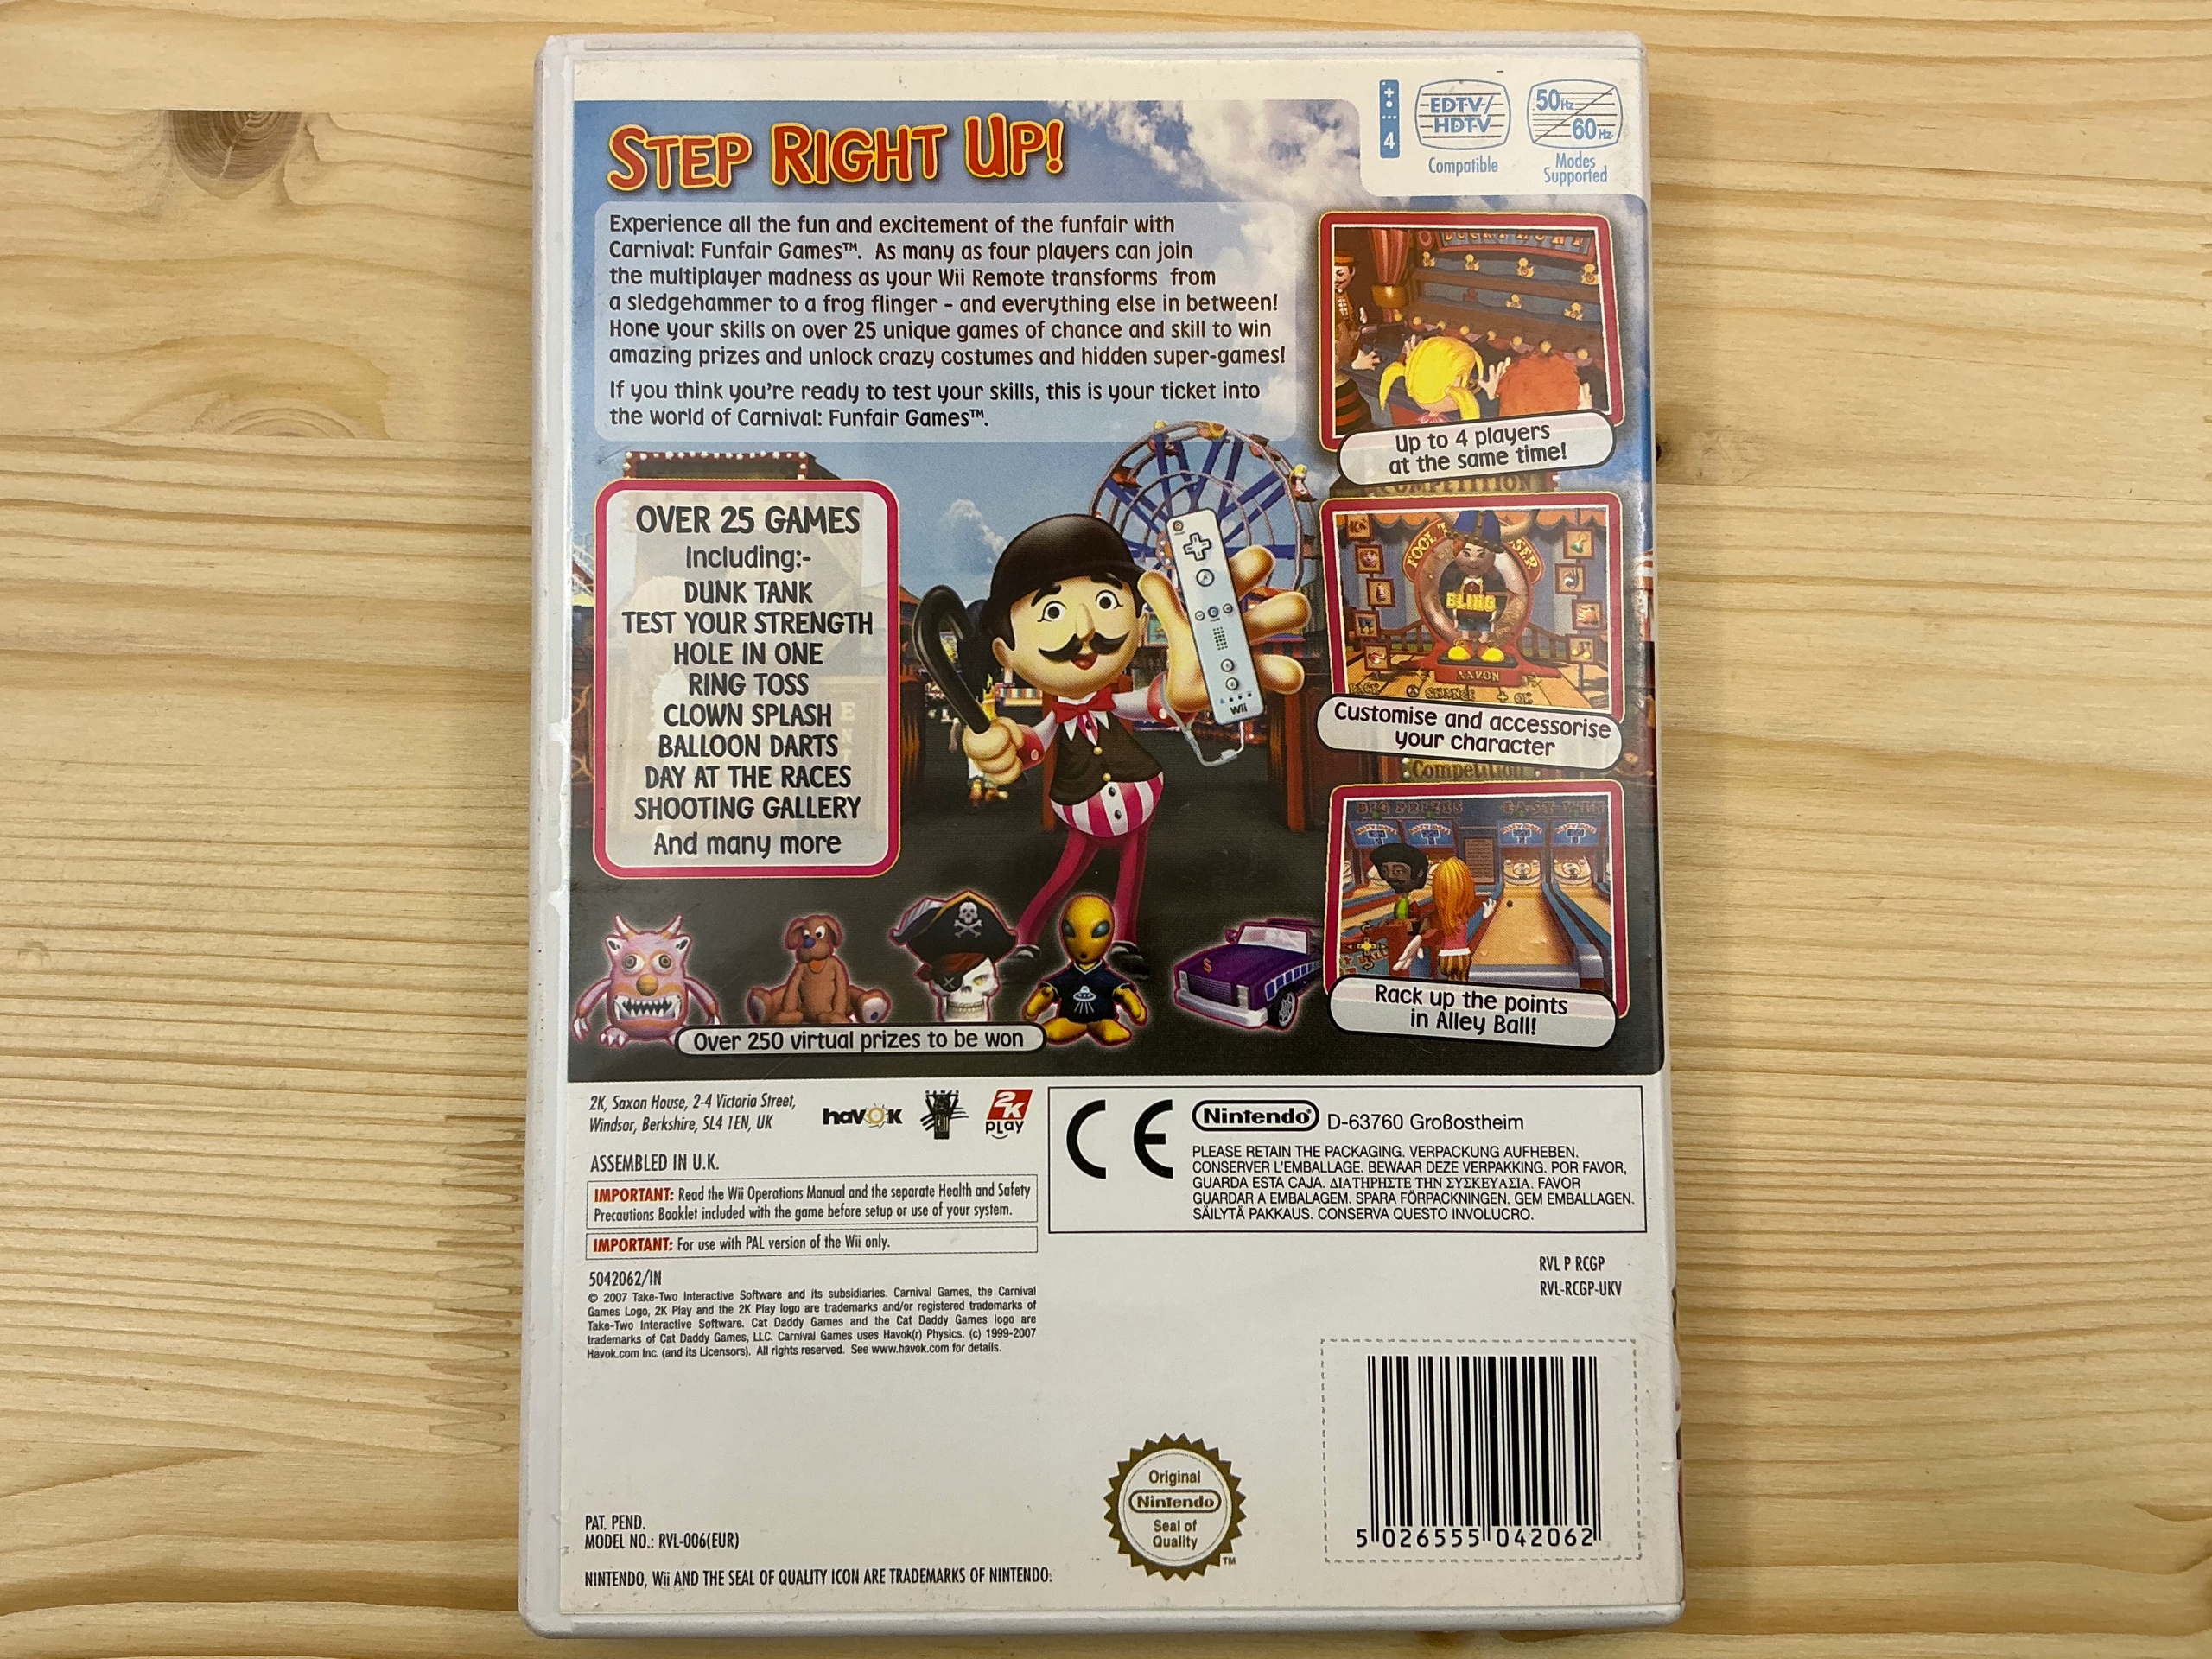 STEP RIGHT UP!
4
EDTV/
HDTV
Compatible
50Hz
60Hz
Modes
Supported
Experience all the fun and excitement of the funfair with
Carnival: Funfair Games™. As many as four players can join
the multiplayer madness as your Wii Remote transforms from
a sledgehammer to a frog flinger - and everything else in between!
Hone your skills on over 25 unique games of chance and skill to win
amazing prizes and unlock crazy costumes and hidden super-games!
If you think you're ready to test your skills, this is your ticket into
the world of Carnival: Funfair Games™.
Up to 4 players
at the same time!
COMPETITION
OVER 25 GAMES
Including:-
DUNK TANK
TEST YOUR STRENGTH
HOLE IN ONE
RING TOSS
CLOWN SPLASH
BALLOON DARTS
DAY AT THE RACES
SHOOTING GALLERY
And many more
Wii
BLING
AARON
CHANGE + OK
Customise and accessorise
your character
Competition
BIG PRIZES
Rack up the points
in Alley Ball!
$
Over 250 virtual prizes to be won
2K, Saxon House, 2-4 Victoria Street,
Windsor, Berkshire, SL4 1EN, UK
havok
2K
PLAY
ASSEMBLED IN U.K.
IMPORTANT: Read the Wii Operations Manual and the separate Health and Safety
Precautions Booklet included with the game before setup or use of your system.
IMPORTANT: For use with PAL version of the Wii only.
CE
Nintendo® D-63760 Großostheim
PLEASE RETAIN THE PACKAGING. VERPACKUNG AUFHEBEN.
CONSERVER L'EMBALLAGE. BEWAAR DEZE VERPAKKING. POR FAVOR,
GUARDA ESTA CAJA. ΔΙΑΤΗΡΗΣΤΕ ΤΗΝ ΣΥΣΚΕΥΑΣΙΑ. FAVOR
GUARDAR A EMBALAGEM. SPARA FÖRPACKNINGEN. GEM EMBALLAGEN.
SÄILYTÄ PAKKAUS. CONSERVA QUESTO INVOLUCRO.
RVL P RCGP
RVL-RCGP-UKV
5042062/IN
© 2007 Take-Two Interactive Software and its subsidiaries. Carnival Games, the Carnival
Games Logo, 2K Play and the 2K Play logo are trademarks and/or registered trademarks of
Take-Two Interactive Software. Cat Daddy Games and the Cat Daddy Games logo are
trademarks of Cat Daddy Games, LLC. Carnival Games uses Havok(r) Physics. (c) 1999-2007
Havok.com Inc. (and its Licensors). All rights reserved. See www.havok.com for details.
Original
Nintendo
Seal of
Quality
TM
5 026555 042062
PAT. PEND.
MODEL NO.: RVL-006(EUR)
NINTENDO, Wii AND THE SEAL OF QUALITY ICON ARE TRADEMARKS OF NINTENDO.